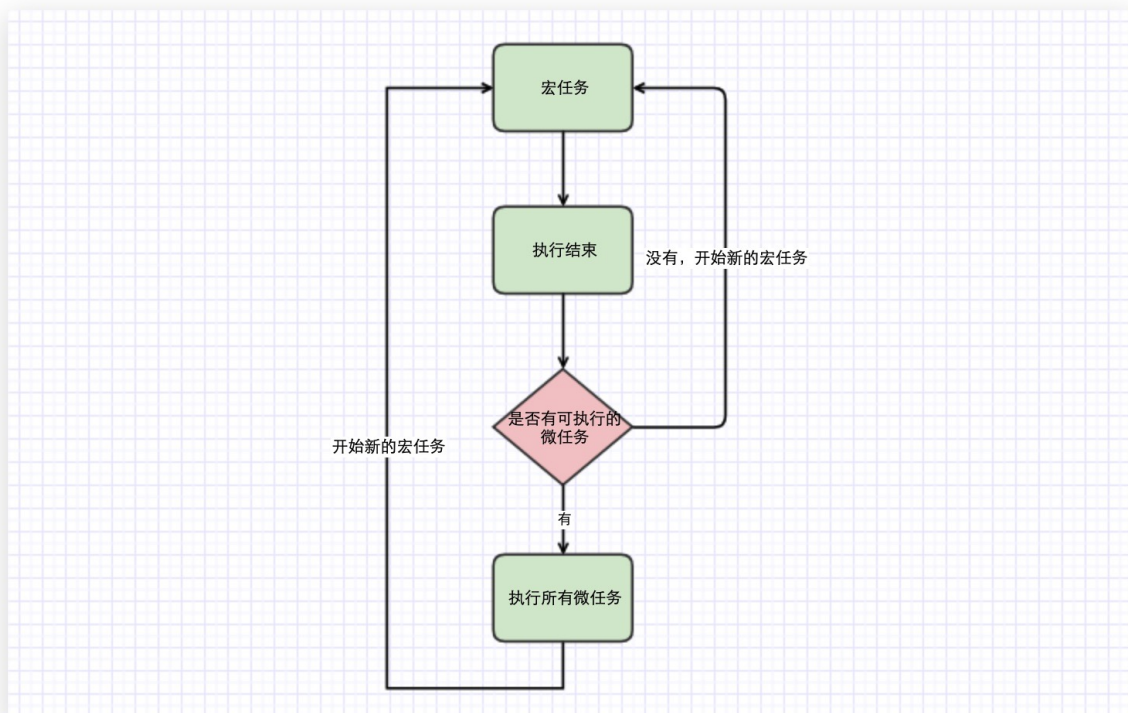 宏任务
执行结束
没有，开始新的宏任务
是否有可执行的
微任务
开始新的宏任务
有
执行所有微任务